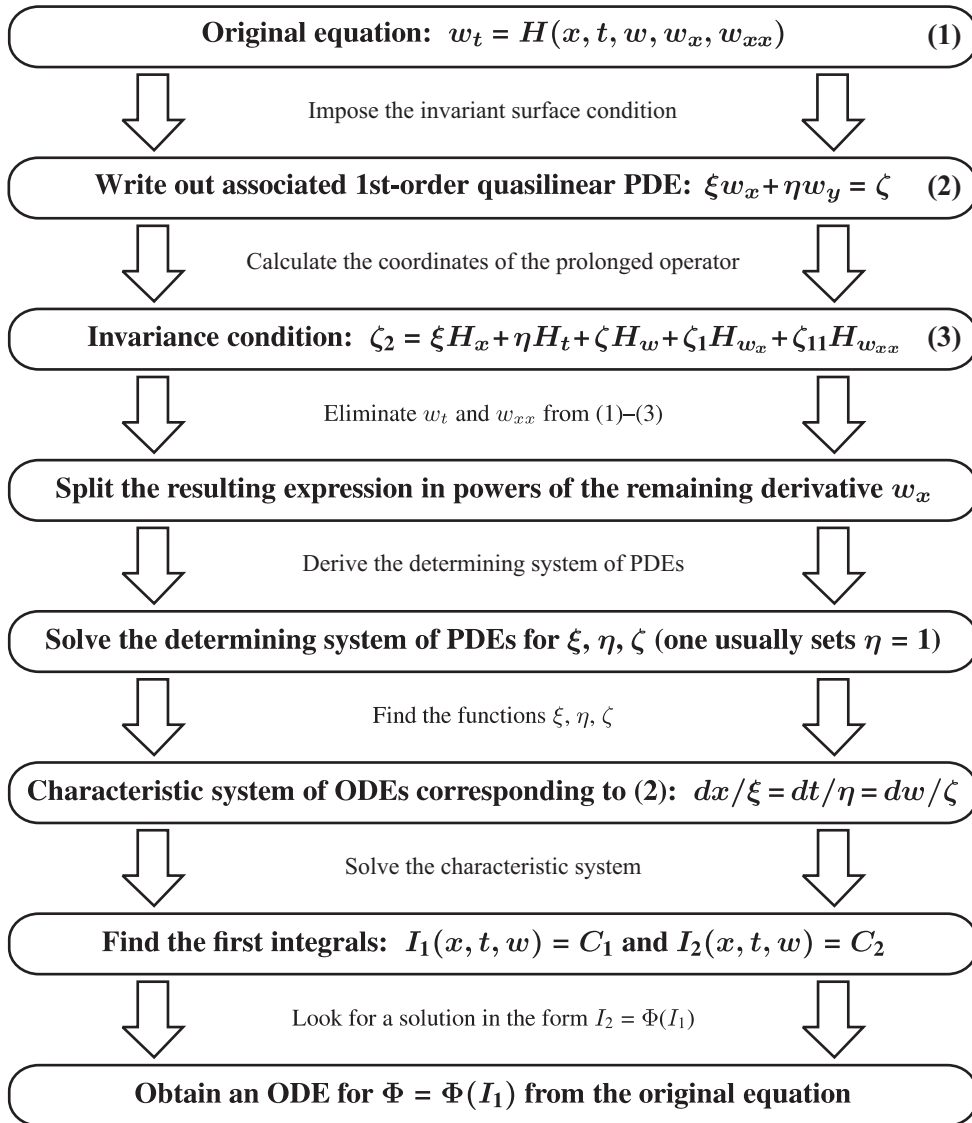 Original equation: w_t = H(x, t, w, w_x, w_{xx}) (1)
Impose the invariant surface condition
Write out associated 1st-order quasilinear PDE: ξw_x + ηw_y = ζ (2)
Calculate the coordinates of the prolonged operator
Invariance condition: ζ_2 = ξH_x + ηH_t + ζH_w + ζ_1H_{w_x} + ζ_{11}H_{w_{xx}} (3)
Eliminate w_t and w_{xx} from (1)–(3)
Split the resulting expression in powers of the remaining derivative w_x
Derive the determining system of PDEs
Solve the determining system of PDEs for ξ, η, ζ (one usually sets η = 1)
Find the functions ξ, η, ζ
Characteristic system of ODEs corresponding to (2): dx/ξ = dt/η = dw/ζ
Solve the characteristic system
Find the first integrals: I_1(x, t, w) = C_1 and I_2(x, t, w) = C_2
Look for a solution in the form I_2 = Φ(I_1)
Obtain an ODE for Φ = Φ(I_1) from the original equation